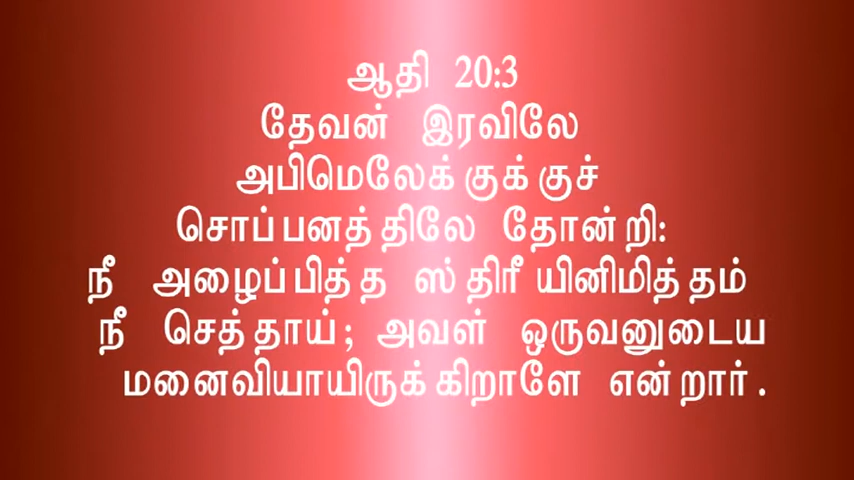 ஆதி 20:3
தேவன் இரவிலே
அபிமெலேக்குக்குச்
சொப்பனத்திலே தோன்றி:
நீ அழைப்பித்த ஸ்திரீயினிமித்தம்
நீ செத்தாய்; அவள் ஒருவனுடைய
மனைவியாயிருக்கிறாளே என்றார்.